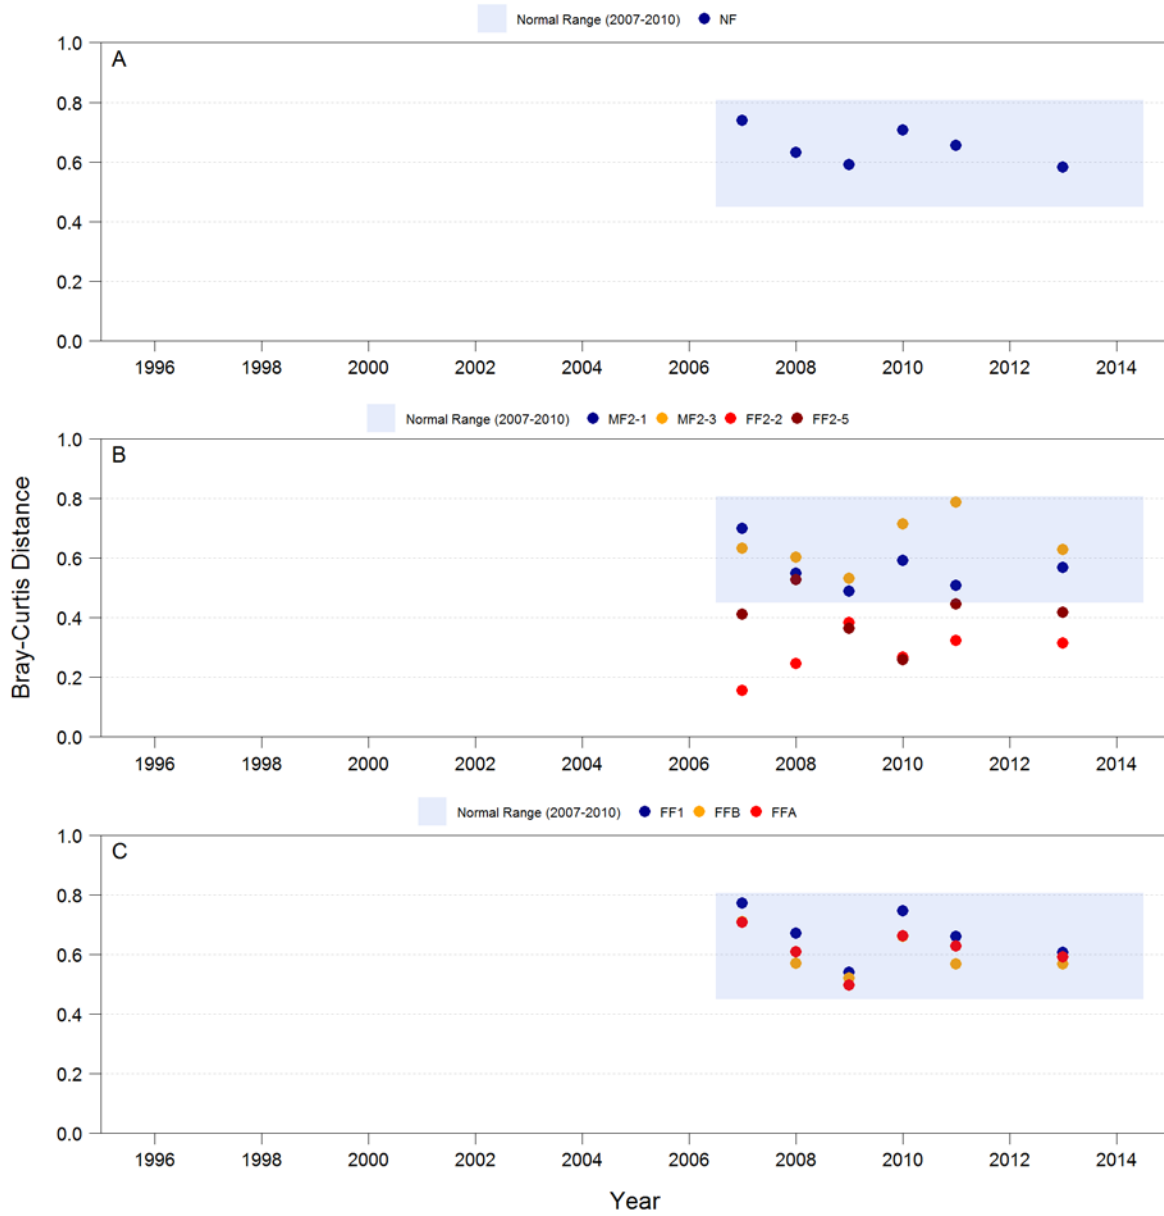 Normal Range (2007-2010) NF
A
1.0
0.8
0.6
0.4
0.2
0.0
1996 1998 2000 2002 2004 2006 2008 2010 2012 2014
Normal Range (2007-2010) MF2-1 MF2-3 FF2-2 FF2-5
B
1.0
0.8
0.6
0.4
0.2
0.0
Bray-Curtis Distance
1996 1998 2000 2002 2004 2006 2008 2010 2012 2014
Normal Range (2007-2010) FF1 FFB FFA
C
1.0
0.8
0.6
0.4
0.2
0.0
1996 1998 2000 2002 2004 2006 2008 2010 2012 2014
Year